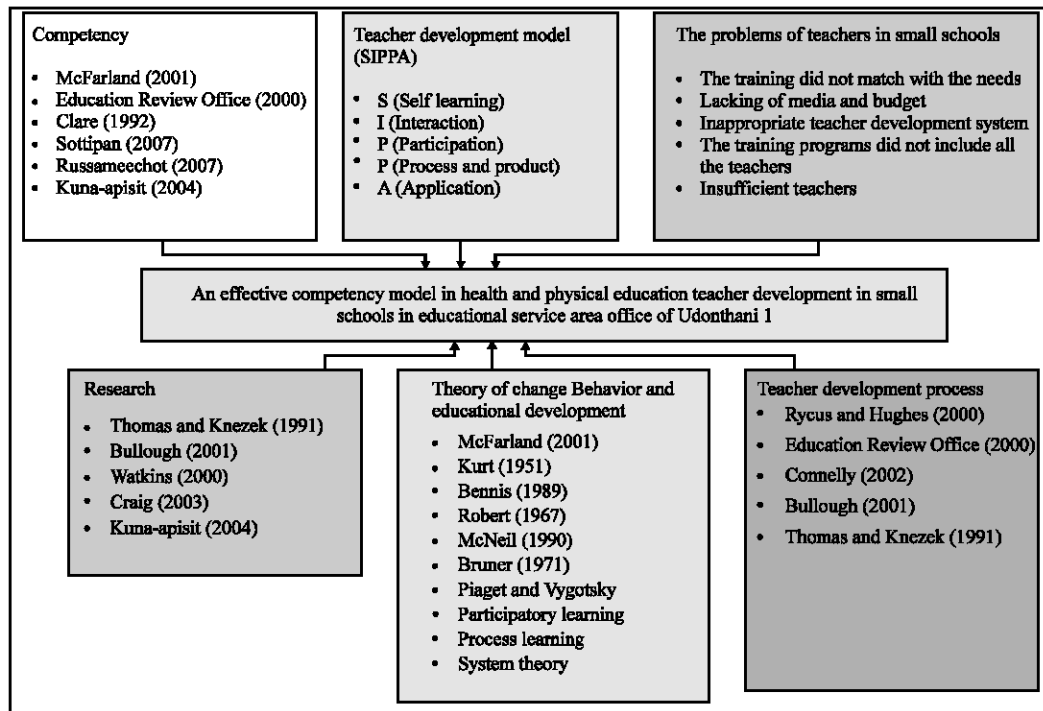 Competency
• McFarland (2001)
• Education Review Office (2000)
• Clare (1992)
• Sottipan (2007)
• Russameechot (2007)
• Kuna-apisit (2004)
Teacher development model
(SIPPA)
• S (Self learning)
• I (Interaction)
• P (Participation)
• P (Process and product)
• A (Application)
The problems of teachers in small schools
• The training did not match with the needs
• Lacking of media and budget
• Inappropriate teacher development system
• The training programs did not include all
the teachers
• Insufficient teachers
An effective competency model in health and physical education teacher development in small
schools in educational service area office of Udonthani 1
Research
• Thomas and Knezek (1991)
• Bullough (2001)
• Watkins (2000)
• Craig (2003)
• Kuna-apisit (2004)
Theory of change Behavior and
educational development
• McFarland (2001)
• Kurt (1951)
• Bennis (1989)
• Robert (1967)
• McNeil (1990)
• Bruner (1971)
• Piaget and Vygotsky
• Participatory learning
• Process learning
• System theory
Teacher development process
• Rycus and Hughes (2000)
• Education Review Office (2000)
• Connelly (2002)
• Bullough (2001)
• Thomas and Knezek (1991)